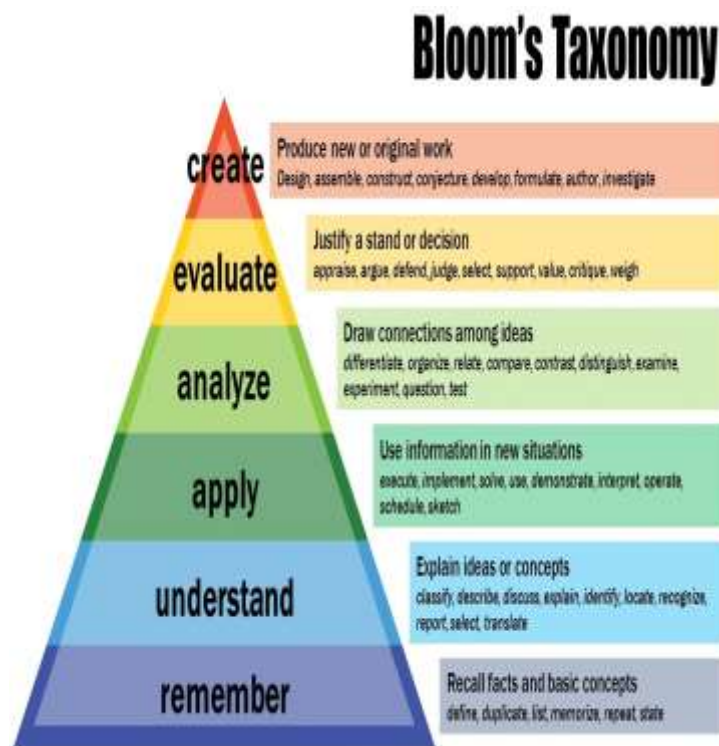 Bloom's Taxonomy
create
Produce new or original work
Design, assemble, construct, conjecture, develop, formulate, author, investigate
evaluate
Justify a stand or decision
appraise, argue, defend, judge, select, support, value, critique, weigh
analyze
Draw connections among ideas
differentiate, organize, relate, compare, contrast, distinguish, examine,
experiment, question, test
apply
Use information in new situations
execute, implement, solve, use, demonstrate, interpret, operate,
schedule, sketch
understand
Explain ideas or concepts
classify, describe, discuss, explain, identify, locate, recognize,
report, select, translate
remember
Recall facts and basic concepts
define, duplicate, list, memorize, repeat, state